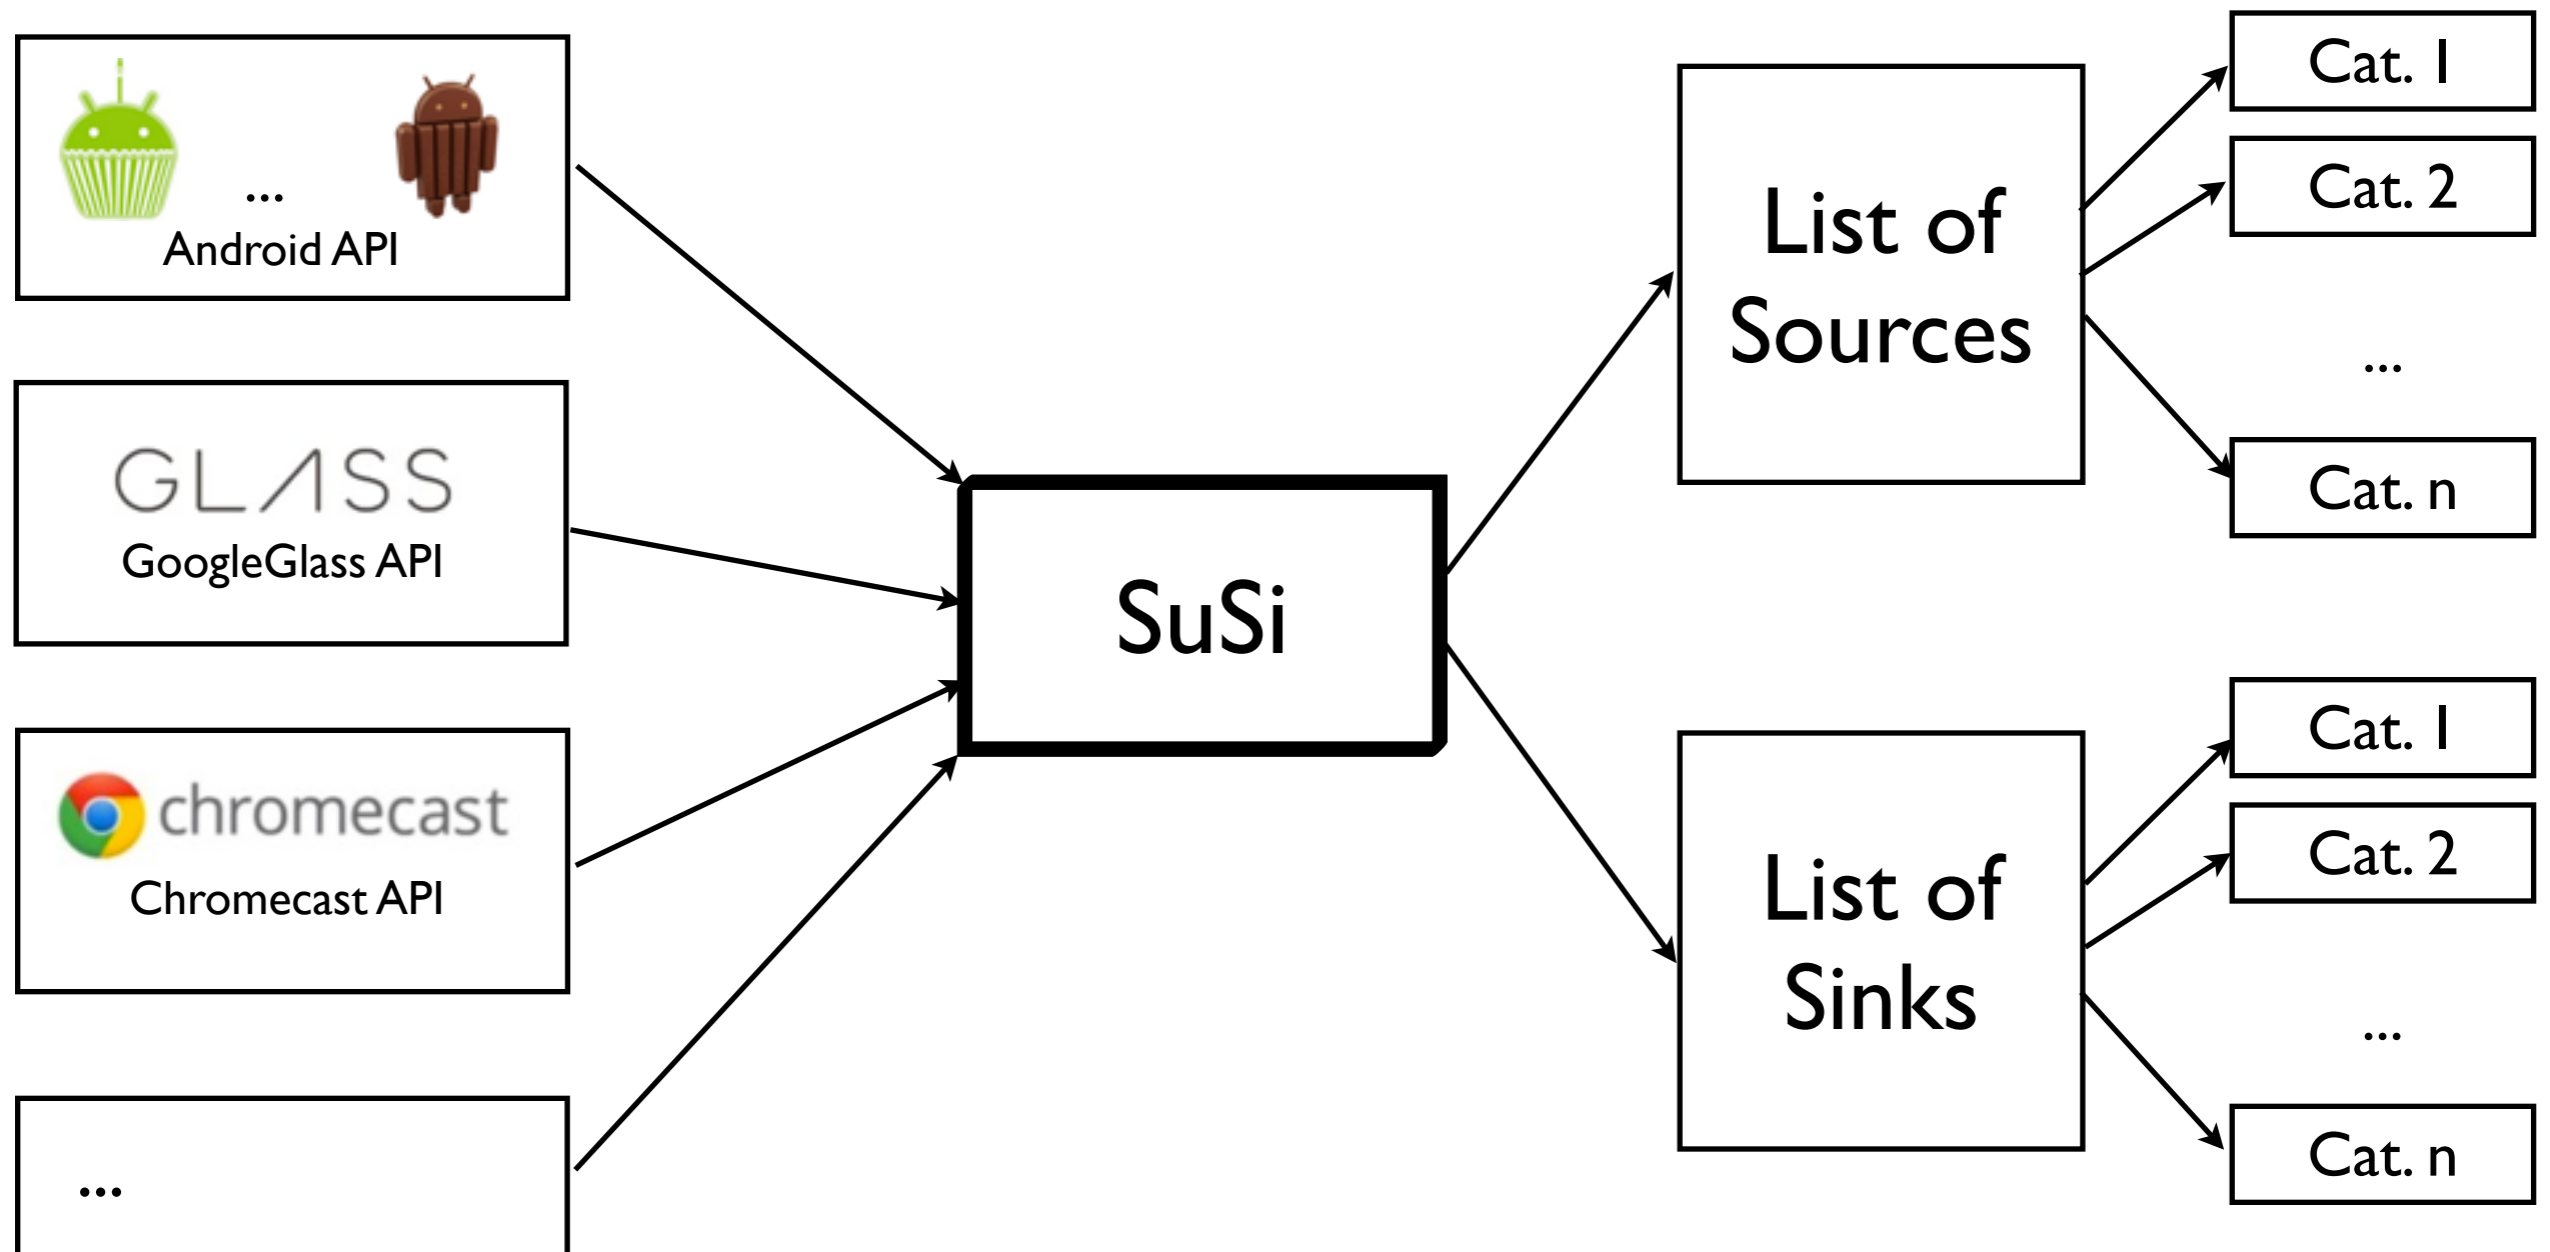 ...
Android API
GLASS
GoogleGlass API
chromecast
Chromecast API
...
SuSi
List of
Sources
Cat. 1
Cat. 2
...
Cat. n
List of
Sinks
Cat. 1
Cat. 2
...
Cat. n